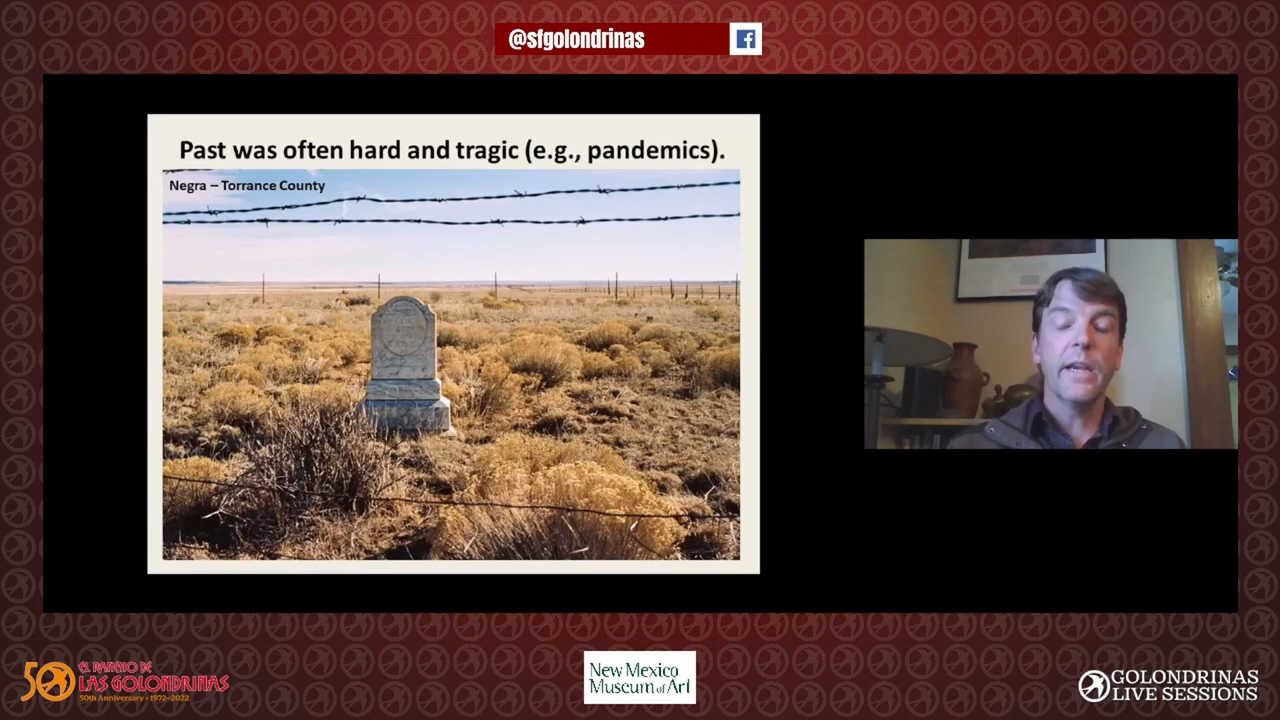 @sfgolondrinas
Past was often hard and tragic (e.g., pandemics).
Negra – Torrance County
50
EL RANCHO DE
LAS GOLONDRINAS
50th Anniversary • 1972–2022
New Mexico
Museum of Art
GOLONDRINAS
LIVE SESSIONS